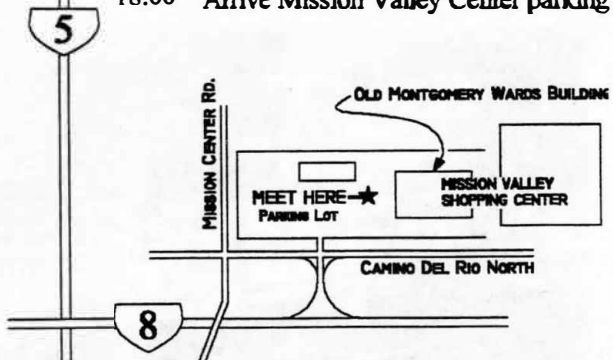 Arrive Mission Valley Center parking
5
OLD MONTGOMERY WARDS BUILDING
MISSION CENTER RD.
MEET HERE
PARKING LOT
MISSION VALLEY
SHOPPING CENTER
CAMINO DEL RIO NORTH
8